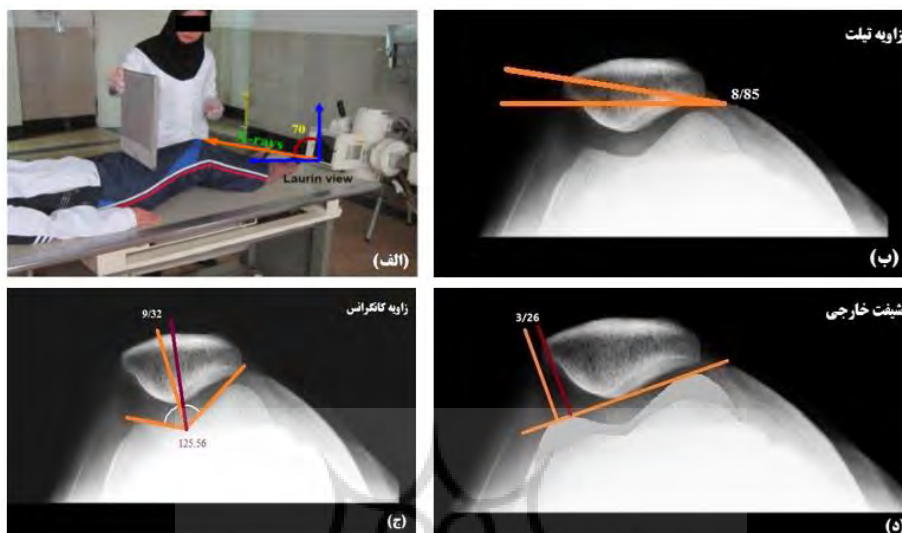 زاویه تیلت
8/85
(ب)
70
X-rays
Laurin view
(الف)
شیفت خارجی
3/26
(د)
زاویه کانگرانس
9/32
125.56
(ج)